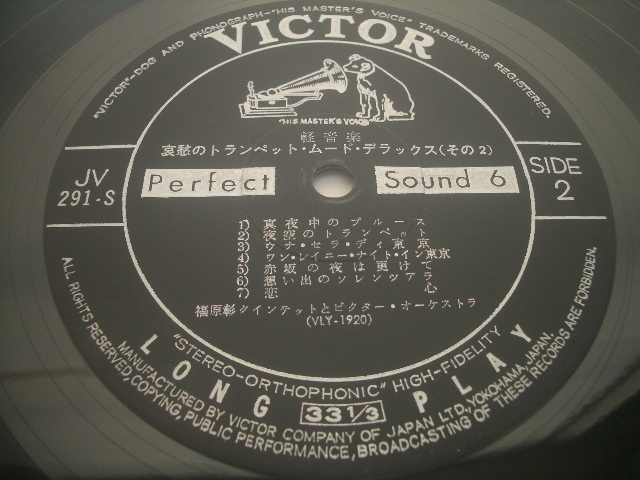 "VICTOR"-DOG AND PHONOGRAPH-"HIS MASTER'S VOICE" TRADEMARKS REGISTERED.
VICTOR
"HIS MASTER'S VOICE"
軽音楽
哀愁のトランペット・ムード・デラックス(その2)
JV
291-S
Perfect Sound 6
SIDE
2
1) 真夜中のブルース
2) 夜空のトランペット
3) ウナ・セラ・ディ東京
4) ワン・レイニー・ナイト・イン東京
5) 赤坂の夜は更けて
6) 想い出のソレンツアラ
7) 恋心
福原彰クインテットとビクター・オーケストラ
(VLY-1920)
"STEREO-ORTHOPHONIC" HIGH-FIDELITY
LONG 33 1/3 PLAY
MANUFACTURED BY VICTOR COMPANY OF JAPAN LTD., YOKOHAMA, JAPAN.
ALL RIGHTS RESERVED, COPYING, PUBLIC PERFORMANCE, BROADCASTING OF THESE RECORDS ARE FORBIDDEN.